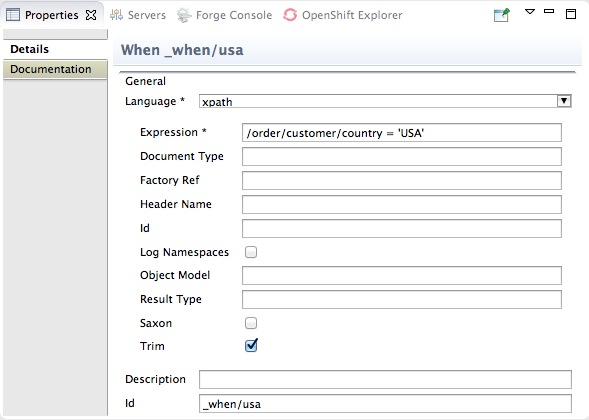 Properties Servers Forge Console OpenShift Explorer
Details
Documentation
When _when/usa
General
Language * xpath
Expression * /order/customer/country = 'USA'
Document Type
Factory Ref
Header Name
Id
Log Namespaces
Object Model
Result Type
Saxon
Trim
Description
Id _when/usa